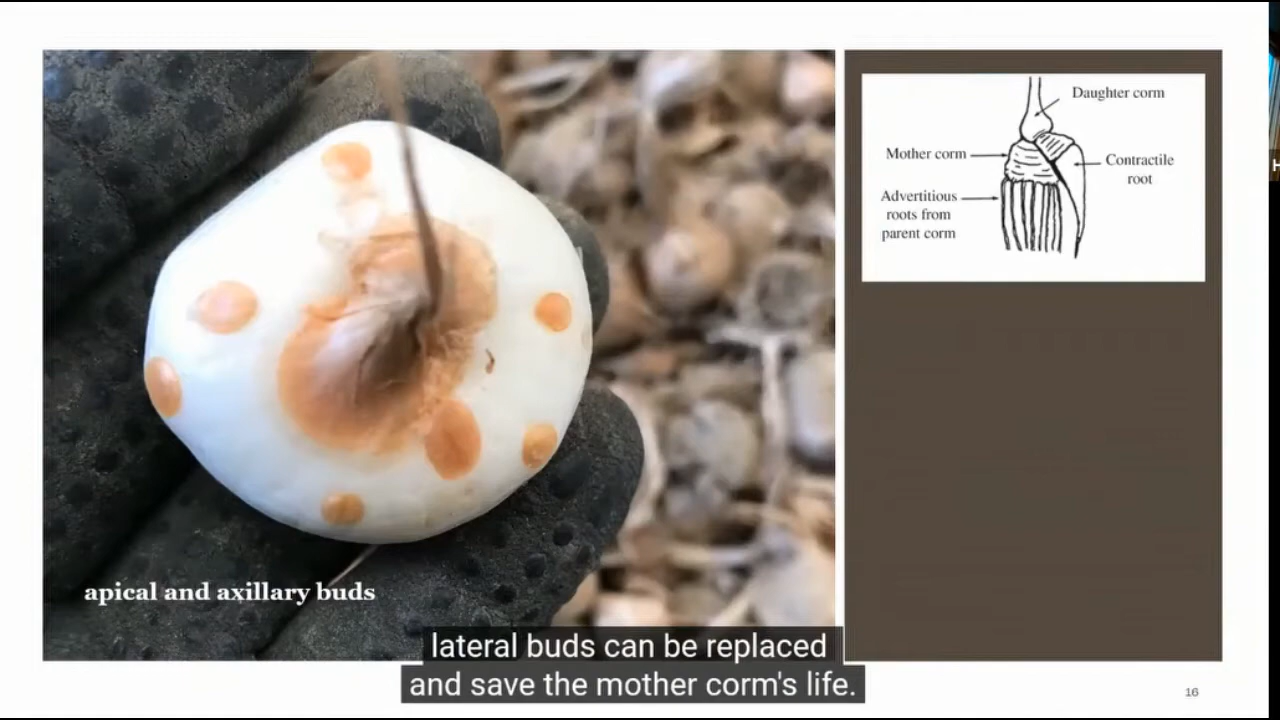 Daughter corm
Mother corm
Contractile
root
Advertitious
roots from
parent corm
apical and axillary buds
lateral buds can be replaced
and save the mother corm's life.
16
H